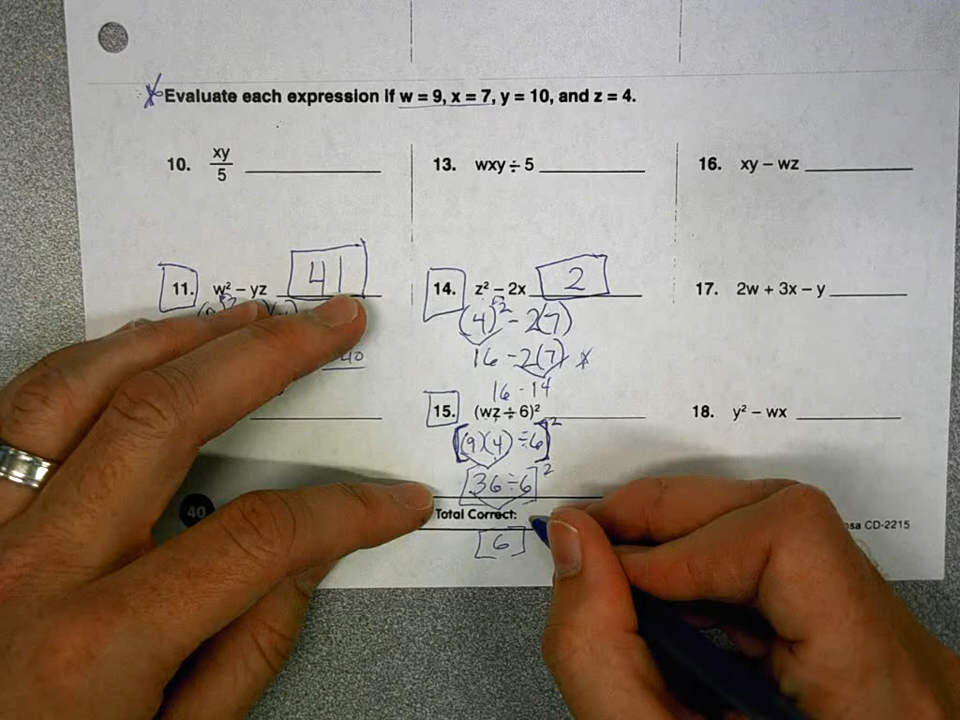 Evaluate each expression if w = 9, x = 7, y = 10, and z = 4.
10. xy/5
13. wxy ÷ 5
16. xy − wz
11. w² − yz 41
14. z² − 2x 2
17. 2w + 3x − y
(4)² − 2(7)
16 − 2(7)
40
16 - 14
15. (wz ÷ 6)²
18. y² − wx
[(9)(4) ÷ 6]²
[36 ÷ 6]²
40
Total Correct:
CD-2215
[6]